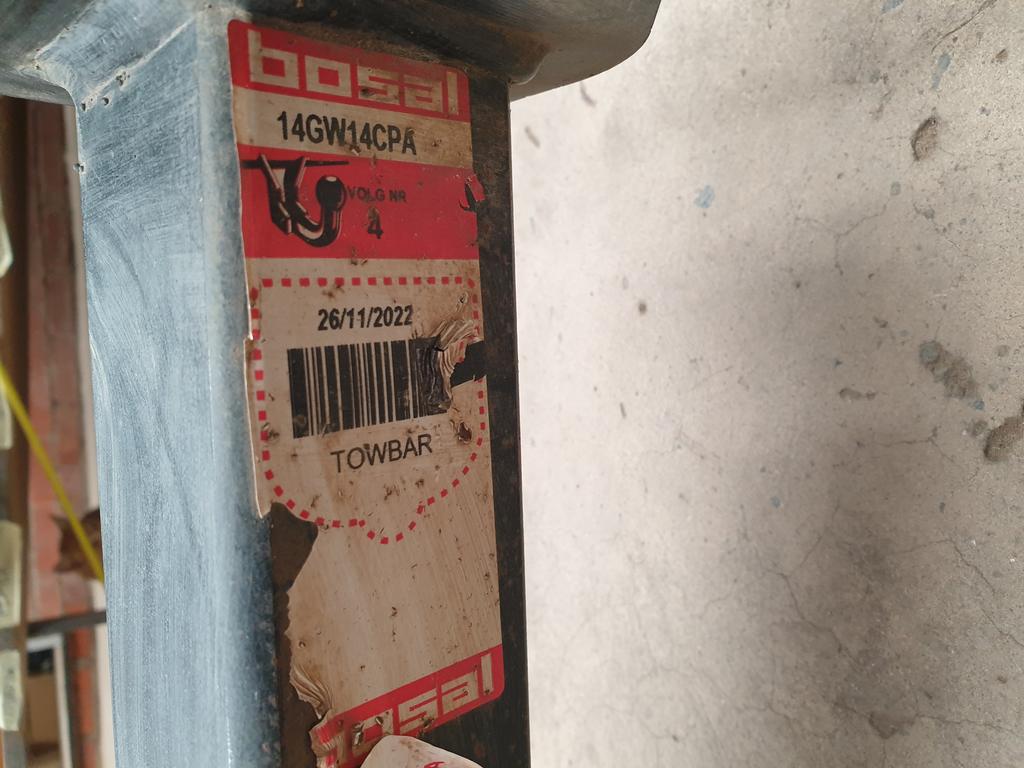 bosal
14GW14CPA
VOLG NR
4
26/11/2022
TOWBAR
bosal